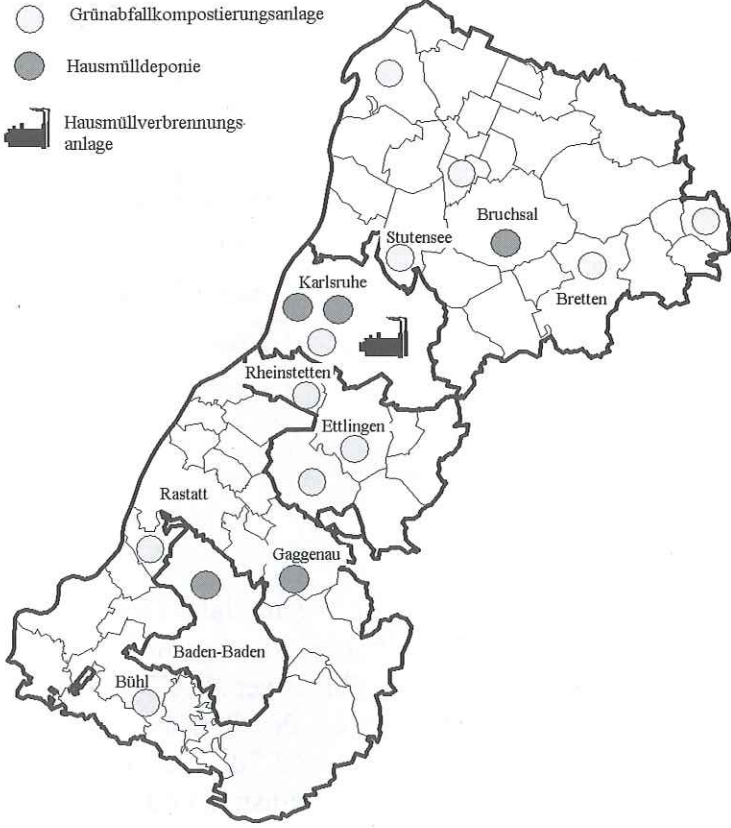 Grünabfallkompostierungsanlage
Hausmülldeponie
Hausmüllverbrennungs-
anlage
Bruchsal
Stutensee
Karlsruhe
Bretten
Rheinstetten
Ettlingen
Rastatt
Gaggenau
Baden-Baden
Bühl